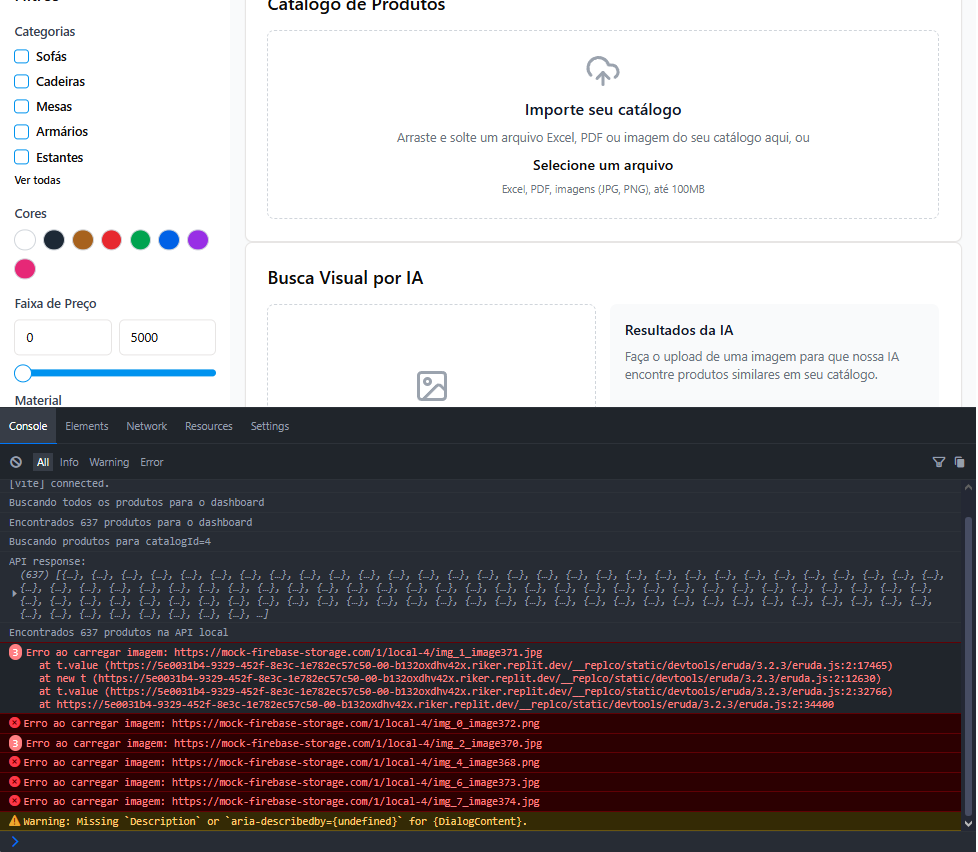 Filtros
Categorias
Sofás
Cadeiras
Mesas
Armários
Estantes
Ver todas
Cores
Faixa de Preço
0
5000
Material
Catálogo de Produtos
Importe seu catálogo
Arraste e solte um arquivo Excel, PDF ou imagem do seu catálogo aqui, ou
Selecione um arquivo
Excel, PDF, imagens (JPG, PNG), até 100MB
Busca Visual por IA
Resultados da IA
Faça o upload de uma imagem para que nossa IA
encontre produtos similares em seu catálogo.
Console Elements Network Resources Settings
All Info Warning Error
[vite] connected.
Buscando todos os produtos para o dashboard
Encontrados 637 produtos para o dashboard
Buscando produtos para catalogId=4
API response:
(637) [{…}, {…}, {…}, {…}, {…}, {…}, {…}, {…}, {…}, {…}, {…}, {…}, {…}, {…}, {…}, {…}, {…}, {…}, {…}, {…}, {…}, {…}, {…}, {…}, {…}, {…}, {…}, {…}, {…}, {…},
{…}, {…}, {…}, {…}, {…}, {…}, {…}, {…}, {…}, {…}, {…}, {…}, {…}, {…}, {…}, {…}, {…}, {…}, {…}, {…}, {…}, {…}, {…}, {…}, {…}, {…}, {…}, {…}, {…}, {…}, {…},
{…}, {…}, {…}, {…}, {…}, {…}, {…}, {…}, {…}, {…}, {…}, {…}, {…}, {…}, {…}, {…}, {…}, {…}, {…}, {…}, {…}, {…}, {…}, {…}, {…}, {…}, {…}, {…}, {…}, {…}, {…},
{…}, {…}, {…}, {…}, {…}, {…}, {…}, {…}, …]
Encontrados 637 produtos na API local
3 Erro ao carregar imagem: https://mock-firebase-storage.com/1/local-4/img_1_image371.jpg
at t.value (https://5e0031b4-9329-452f-8e3c-1e782ec57c50-00-b132oxdhv42x.riker.replit.dev/__replco/static/devtools/eruda/3.2.3/eruda.js:2:17465)
at new t (https://5e0031b4-9329-452f-8e3c-1e782ec57c50-00-b132oxdhv42x.riker.replit.dev/__replco/static/devtools/eruda/3.2.3/eruda.js:2:12630)
at t.value (https://5e0031b4-9329-452f-8e3c-1e782ec57c50-00-b132oxdhv42x.riker.replit.dev/__replco/static/devtools/eruda/3.2.3/eruda.js:2:32766)
at https://5e0031b4-9329-452f-8e3c-1e782ec57c50-00-b132oxdhv42x.riker.replit.dev/__replco/static/devtools/eruda/3.2.3/eruda.js:2:34400
Erro ao carregar imagem: https://mock-firebase-storage.com/1/local-4/img_0_image372.png
3 Erro ao carregar imagem: https://mock-firebase-storage.com/1/local-4/img_2_image370.jpg
Erro ao carregar imagem: https://mock-firebase-storage.com/1/local-4/img_4_image368.png
Erro ao carregar imagem: https://mock-firebase-storage.com/1/local-4/img_6_image373.jpg
Erro ao carregar imagem: https://mock-firebase-storage.com/1/local-4/img_7_image374.jpg
Warning: Missing `Description` or `aria-describedby={undefined}` for {DialogContent}.